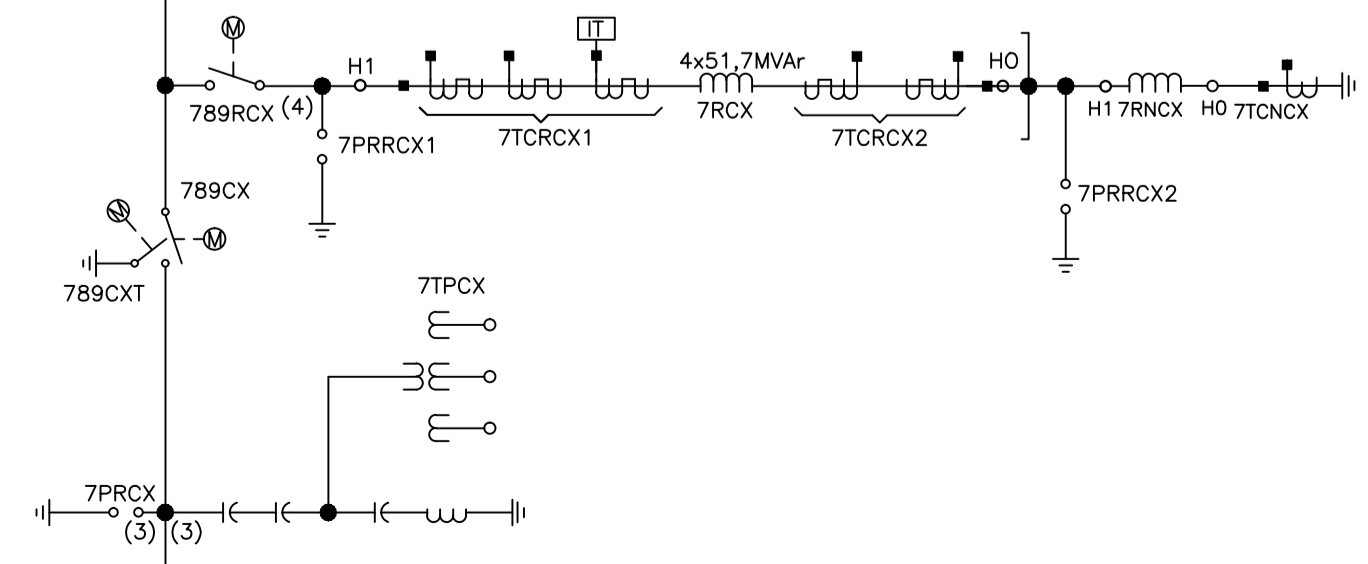 M
IT
H1
4x51,7MVAr
H0
789RCX
(4)
7PRRCX1
7TCRCX1
7RCX
7TCRCX2
H1
7RNCX
H0
7TCNCX
789CX
7PRRCX2
M
M
789CXT
7TPCX
7PRCX
(3)
(3)